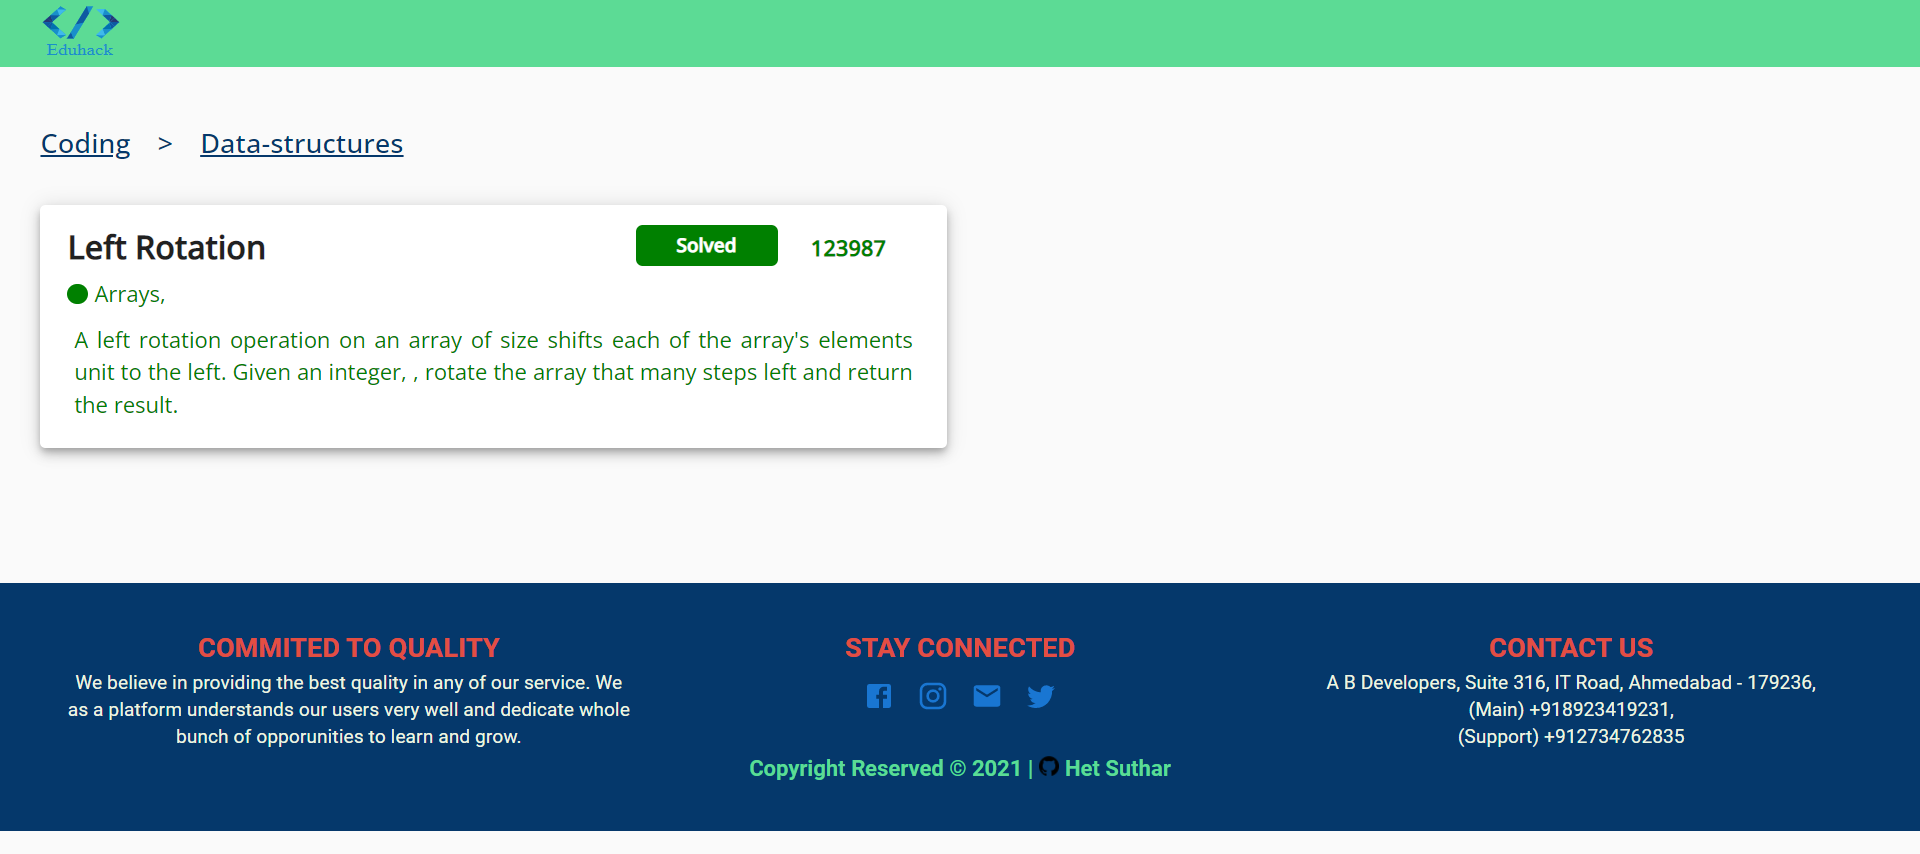 </>
Eduhack
Coding > Data-structures
Left Rotation Solved 123987
Arrays,
A left rotation operation on an array of size shifts each of the array's elements
unit to the left. Given an integer, , rotate the array that many steps left and return
the result.
COMMITED TO QUALITY
We believe in providing the best quality in any of our service. We
as a platform understands our users very well and dedicate whole
bunch of opporunities to learn and grow.
STAY CONNECTED
Copyright Reserved © 2021 | Het Suthar
CONTACT US
A B Developers, Suite 316, IT Road, Ahmedabad - 179236,
(Main) +918923419231,
(Support) +912734762835